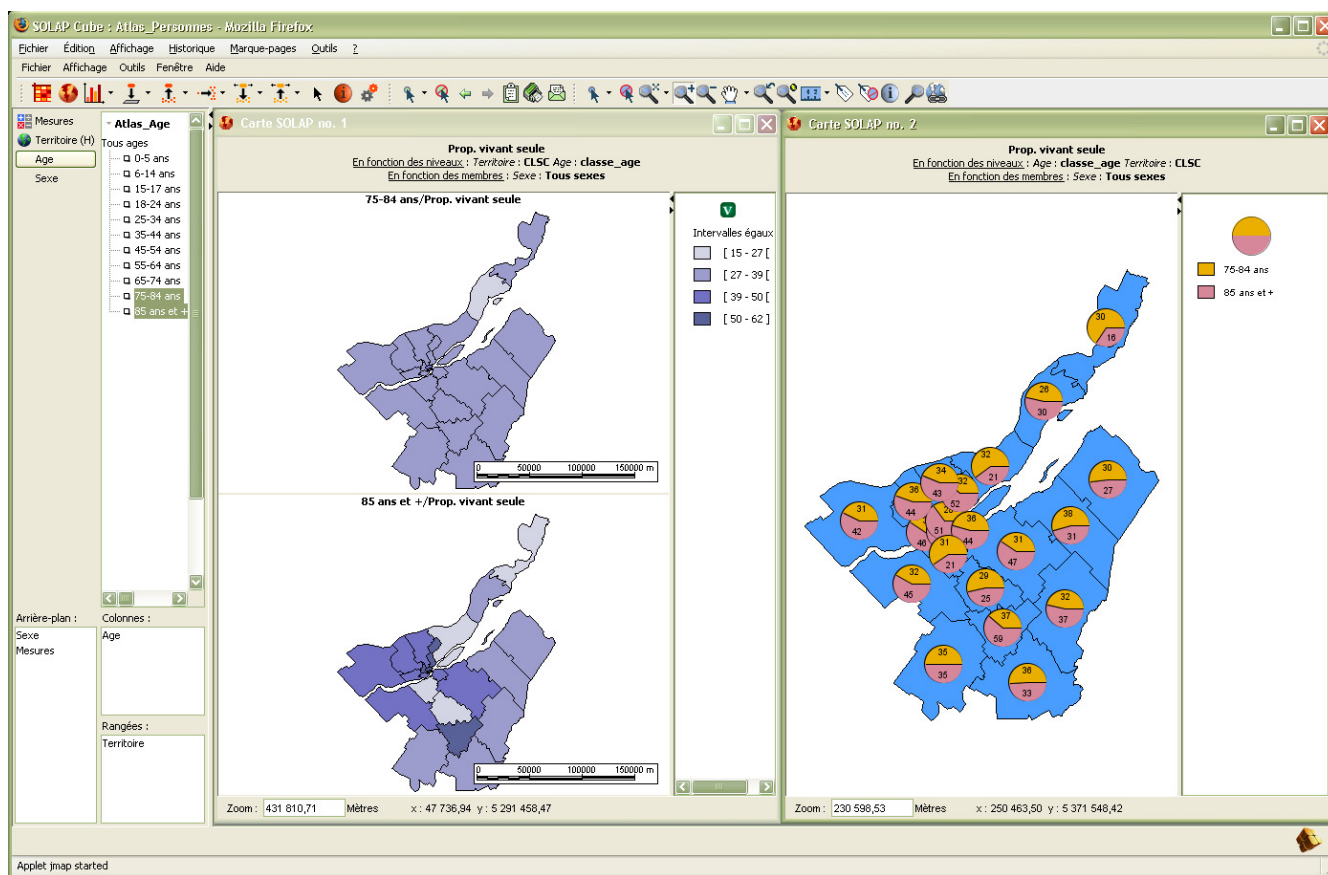 SOLAP Cube : Atlas_Personnes - Mozilla Firefox
Fichier Édition Affichage Historique Marque-pages Outils ?
Fichier Affichage Outils Fenêtre Aide
Mesures
Territoire (H)
Age
Sexe
Atlas_Age
Tous ages
0-5 ans
6-14 ans
15-17 ans
18-24 ans
25-34 ans
35-44 ans
45-54 ans
55-64 ans
65-74 ans
75-84 ans
85 ans et +
Arrière-plan :
Sexe
Mesures
Colonnes :
Age
Rangées :
Territoire
Carte SOLAP no. 1
Prop. vivant seule
En fonction des niveaux : Territoire : CLSC Age : classe_age
En fonction des membres : Sexe : Tous sexes
75-84 ans/Prop. vivant seule
0 50000 100000 150000 m
85 ans et +/Prop. vivant seule
0 50000 100000 150000 m
V
Intervalles égaux
[ 15 - 27 [
[ 27 - 39 [
[ 39 - 50 [
[ 50 - 62 ]
Zoom : 431 810,71 Mètres x : 47 736,94 y : 5 291 458,47
Carte SOLAP no. 2
Prop. vivant seule
En fonction des niveaux : Age : classe_age Territoire : CLSC
En fonction des membres : Sexe : Tous sexes
30
16
26
30
32
21
30
27
34
43
32
52
36
44
31
42
51
46
36
44
38
31
31
21
31
47
32
45
29
25
32
37
37
59
35
35
36
33
75-84 ans
85 ans et +
Zoom : 230 598,53 Mètres x : 250 463,50 y : 5 371 548,42
Applet jmap started